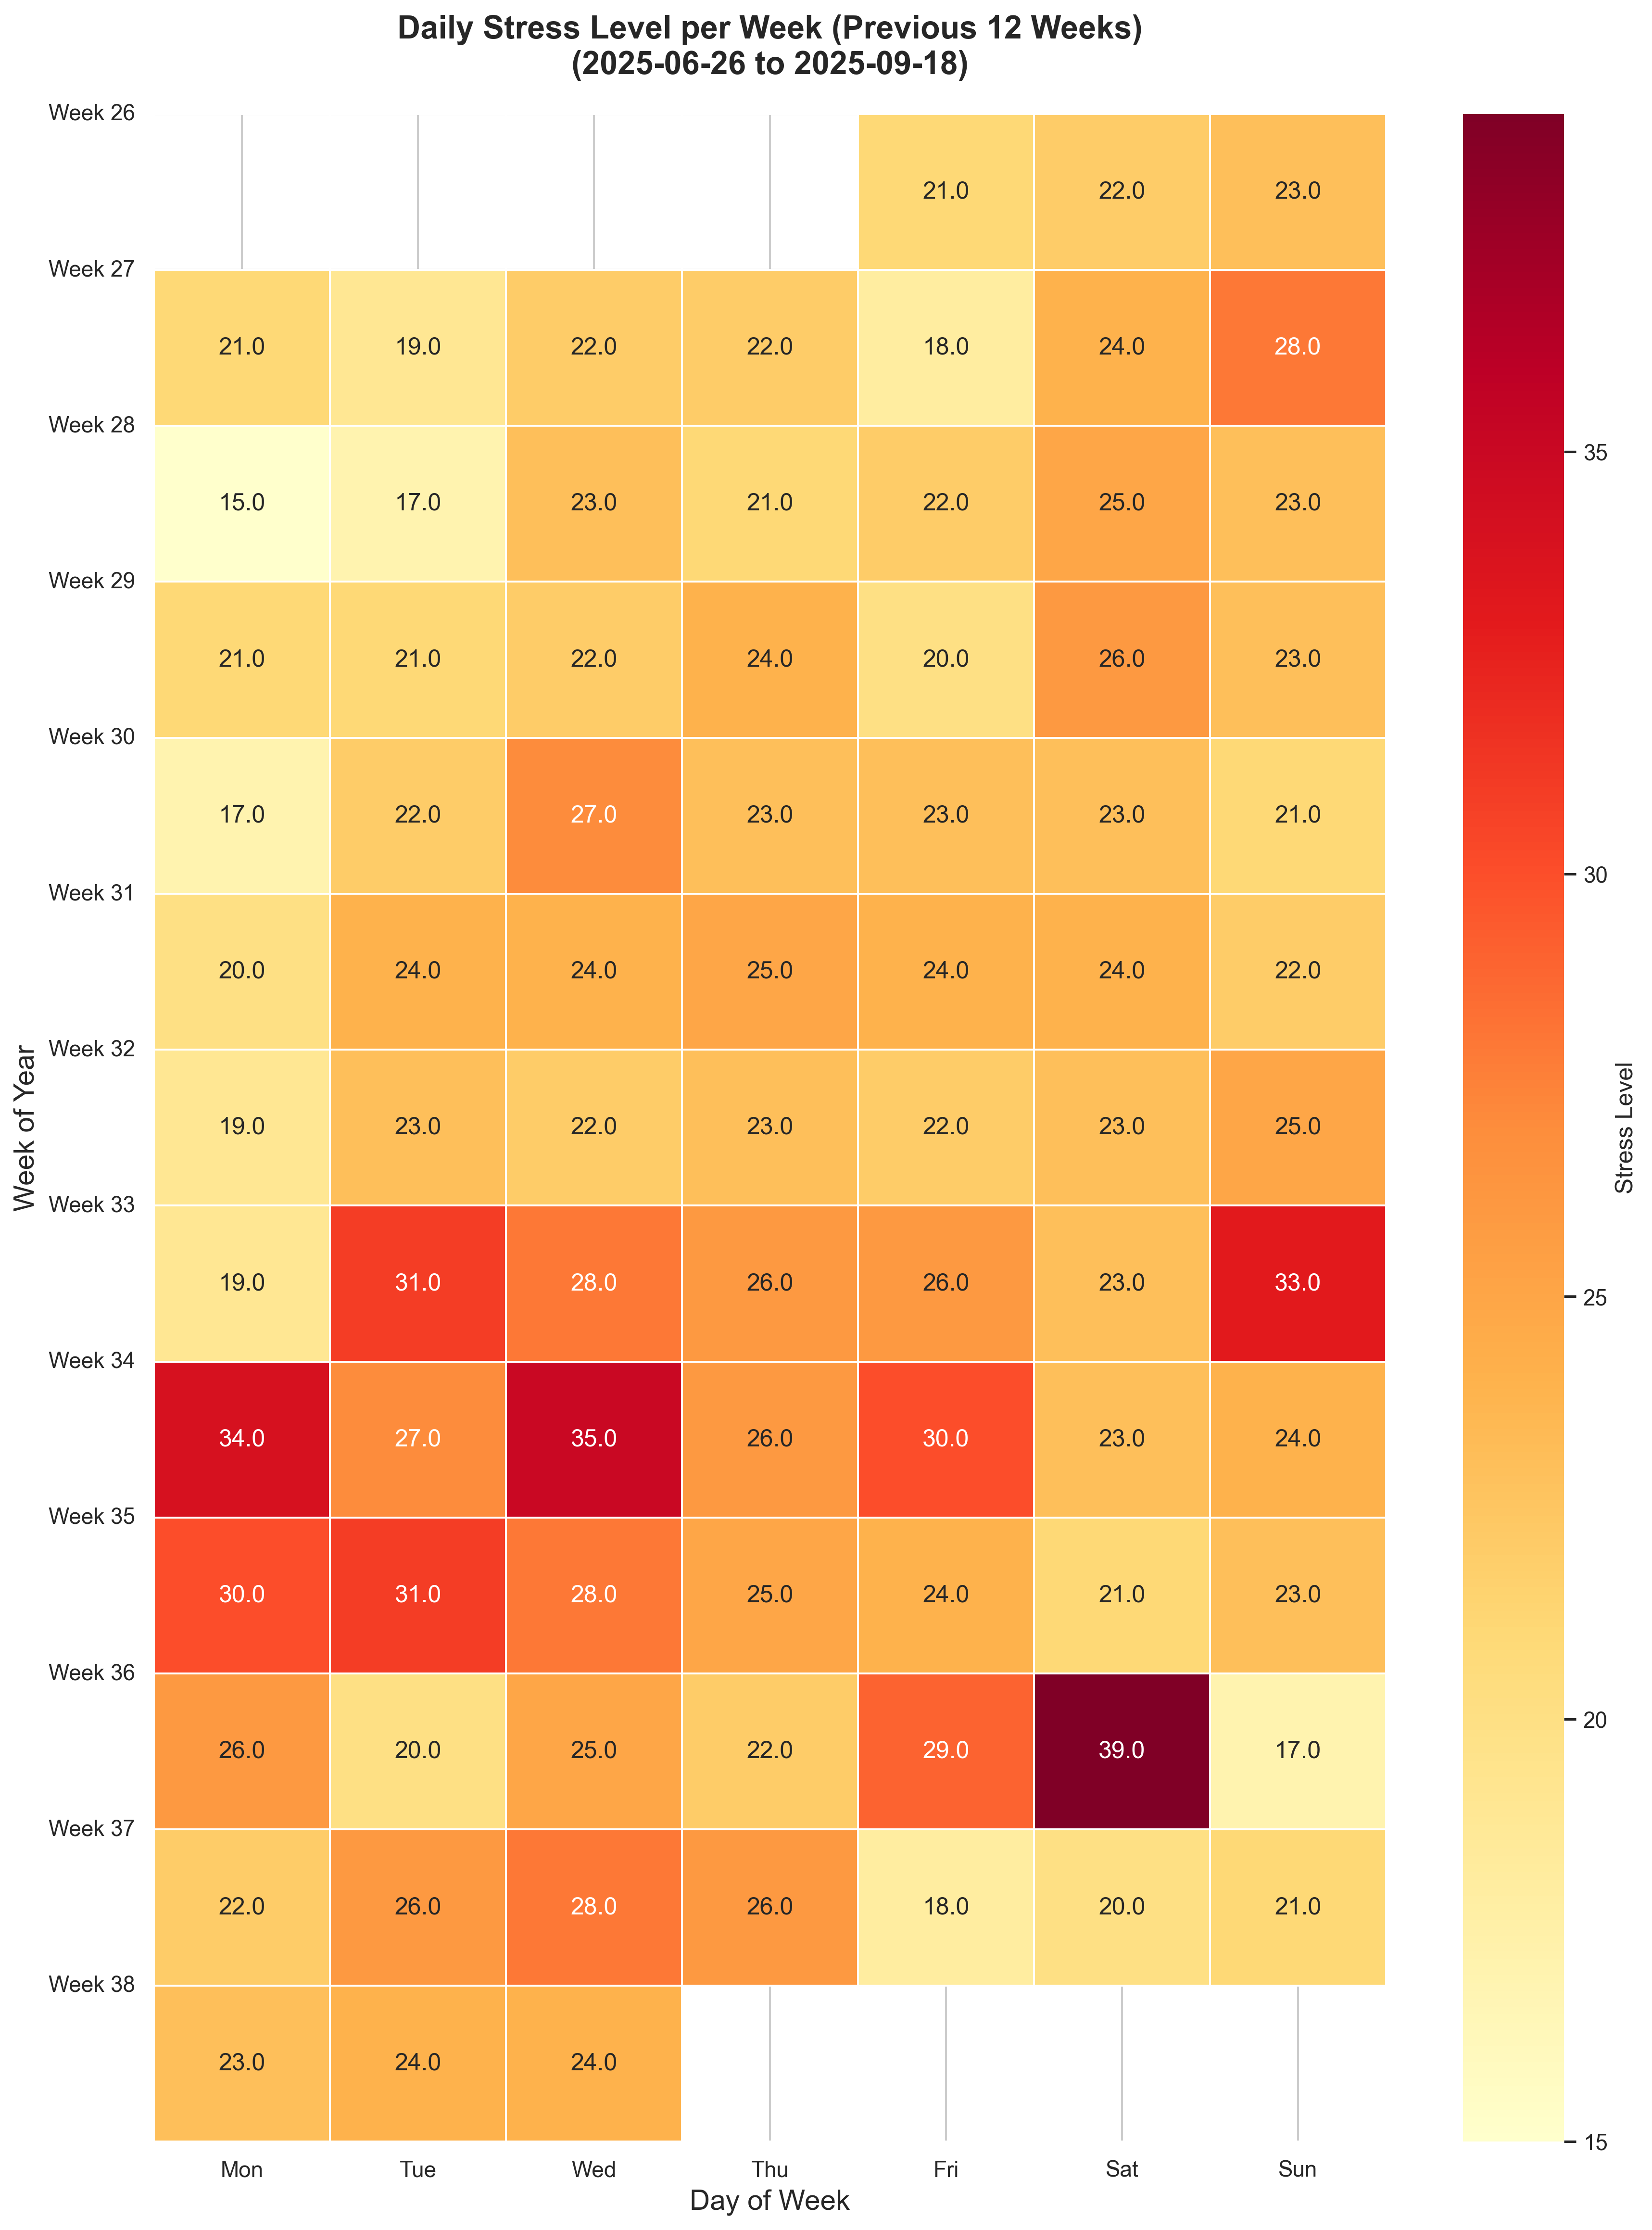 Daily Stress Level per Week (Previous 12 Weeks)
(2025-06-26 to 2025-09-18)
Week 26
21.0 22.0 23.0
Week 27
21.0 19.0 22.0 22.0 18.0 24.0 28.0
Week 28
15.0 17.0 23.0 21.0 22.0 25.0 23.0
Week 29
21.0 21.0 22.0 24.0 20.0 26.0 23.0
Week 30
17.0 22.0 27.0 23.0 23.0 23.0 21.0
Week 31
20.0 24.0 24.0 25.0 24.0 24.0 22.0
Week 32
19.0 23.0 22.0 23.0 22.0 23.0 25.0
Week 33
19.0 31.0 28.0 26.0 26.0 23.0 33.0
Week 34
34.0 27.0 35.0 26.0 30.0 23.0 24.0
Week 35
30.0 31.0 28.0 25.0 24.0 21.0 23.0
Week 36
26.0 20.0 25.0 22.0 29.0 39.0 17.0
Week 37
22.0 26.0 28.0 26.0 18.0 20.0 21.0
Week 38
23.0 24.0 24.0
Mon Tue Wed Thu Fri Sat Sun
Day of Week
Week of Year
35
30
25
20
15
Stress Level